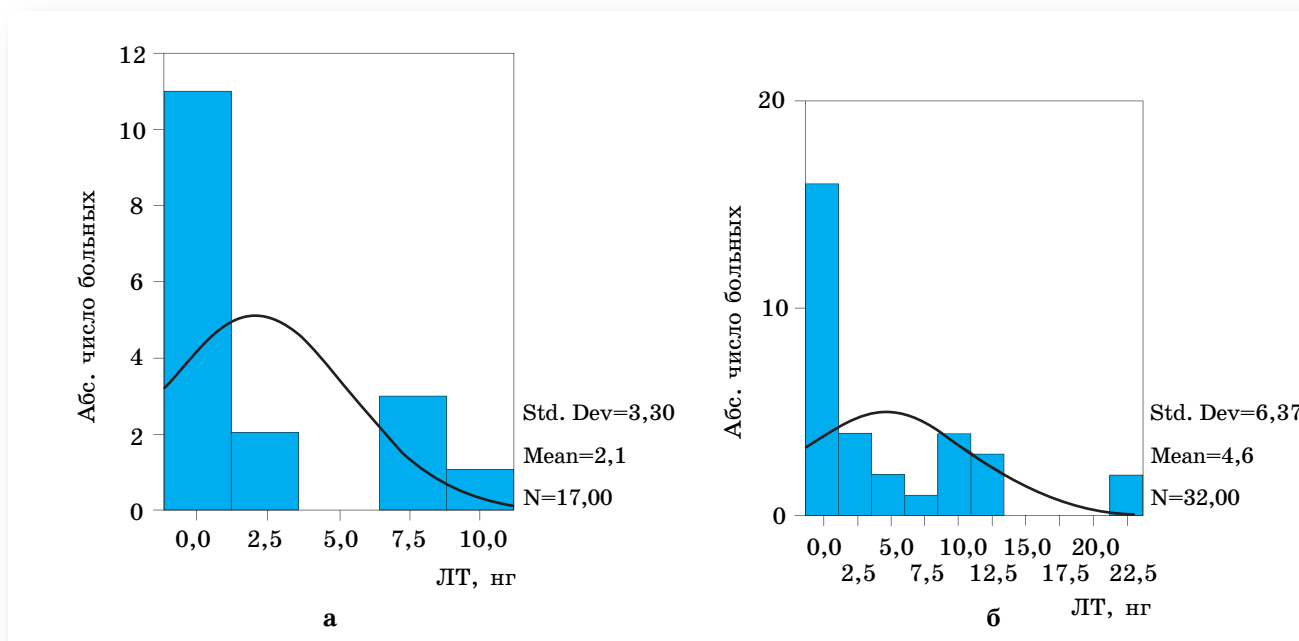 12
10
8
6
4
2
0
Абс. число больных
0,0 2,5 5,0 7,5 10,0
ЛТ, нг
Std. Dev=3,30
Mean=2,1
N=17,00
а
20
10
0
Абс. число больных
0,0 5,0 10,0 15,0 20,0
2,5 7,5 12,5 17,5 22,5
ЛТ, нг
Std. Dev=6,37
Mean=4,6
N=32,00
б